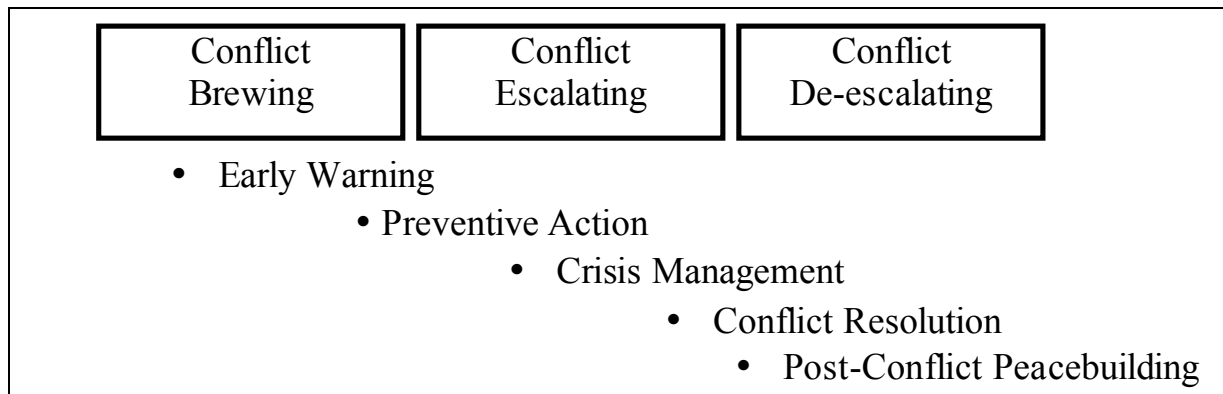 Conflict
Brewing
Conflict
Escalating
Conflict
De-escalating
• Early Warning
• Preventive Action
• Crisis Management
• Conflict Resolution
• Post-Conflict Peacebuilding